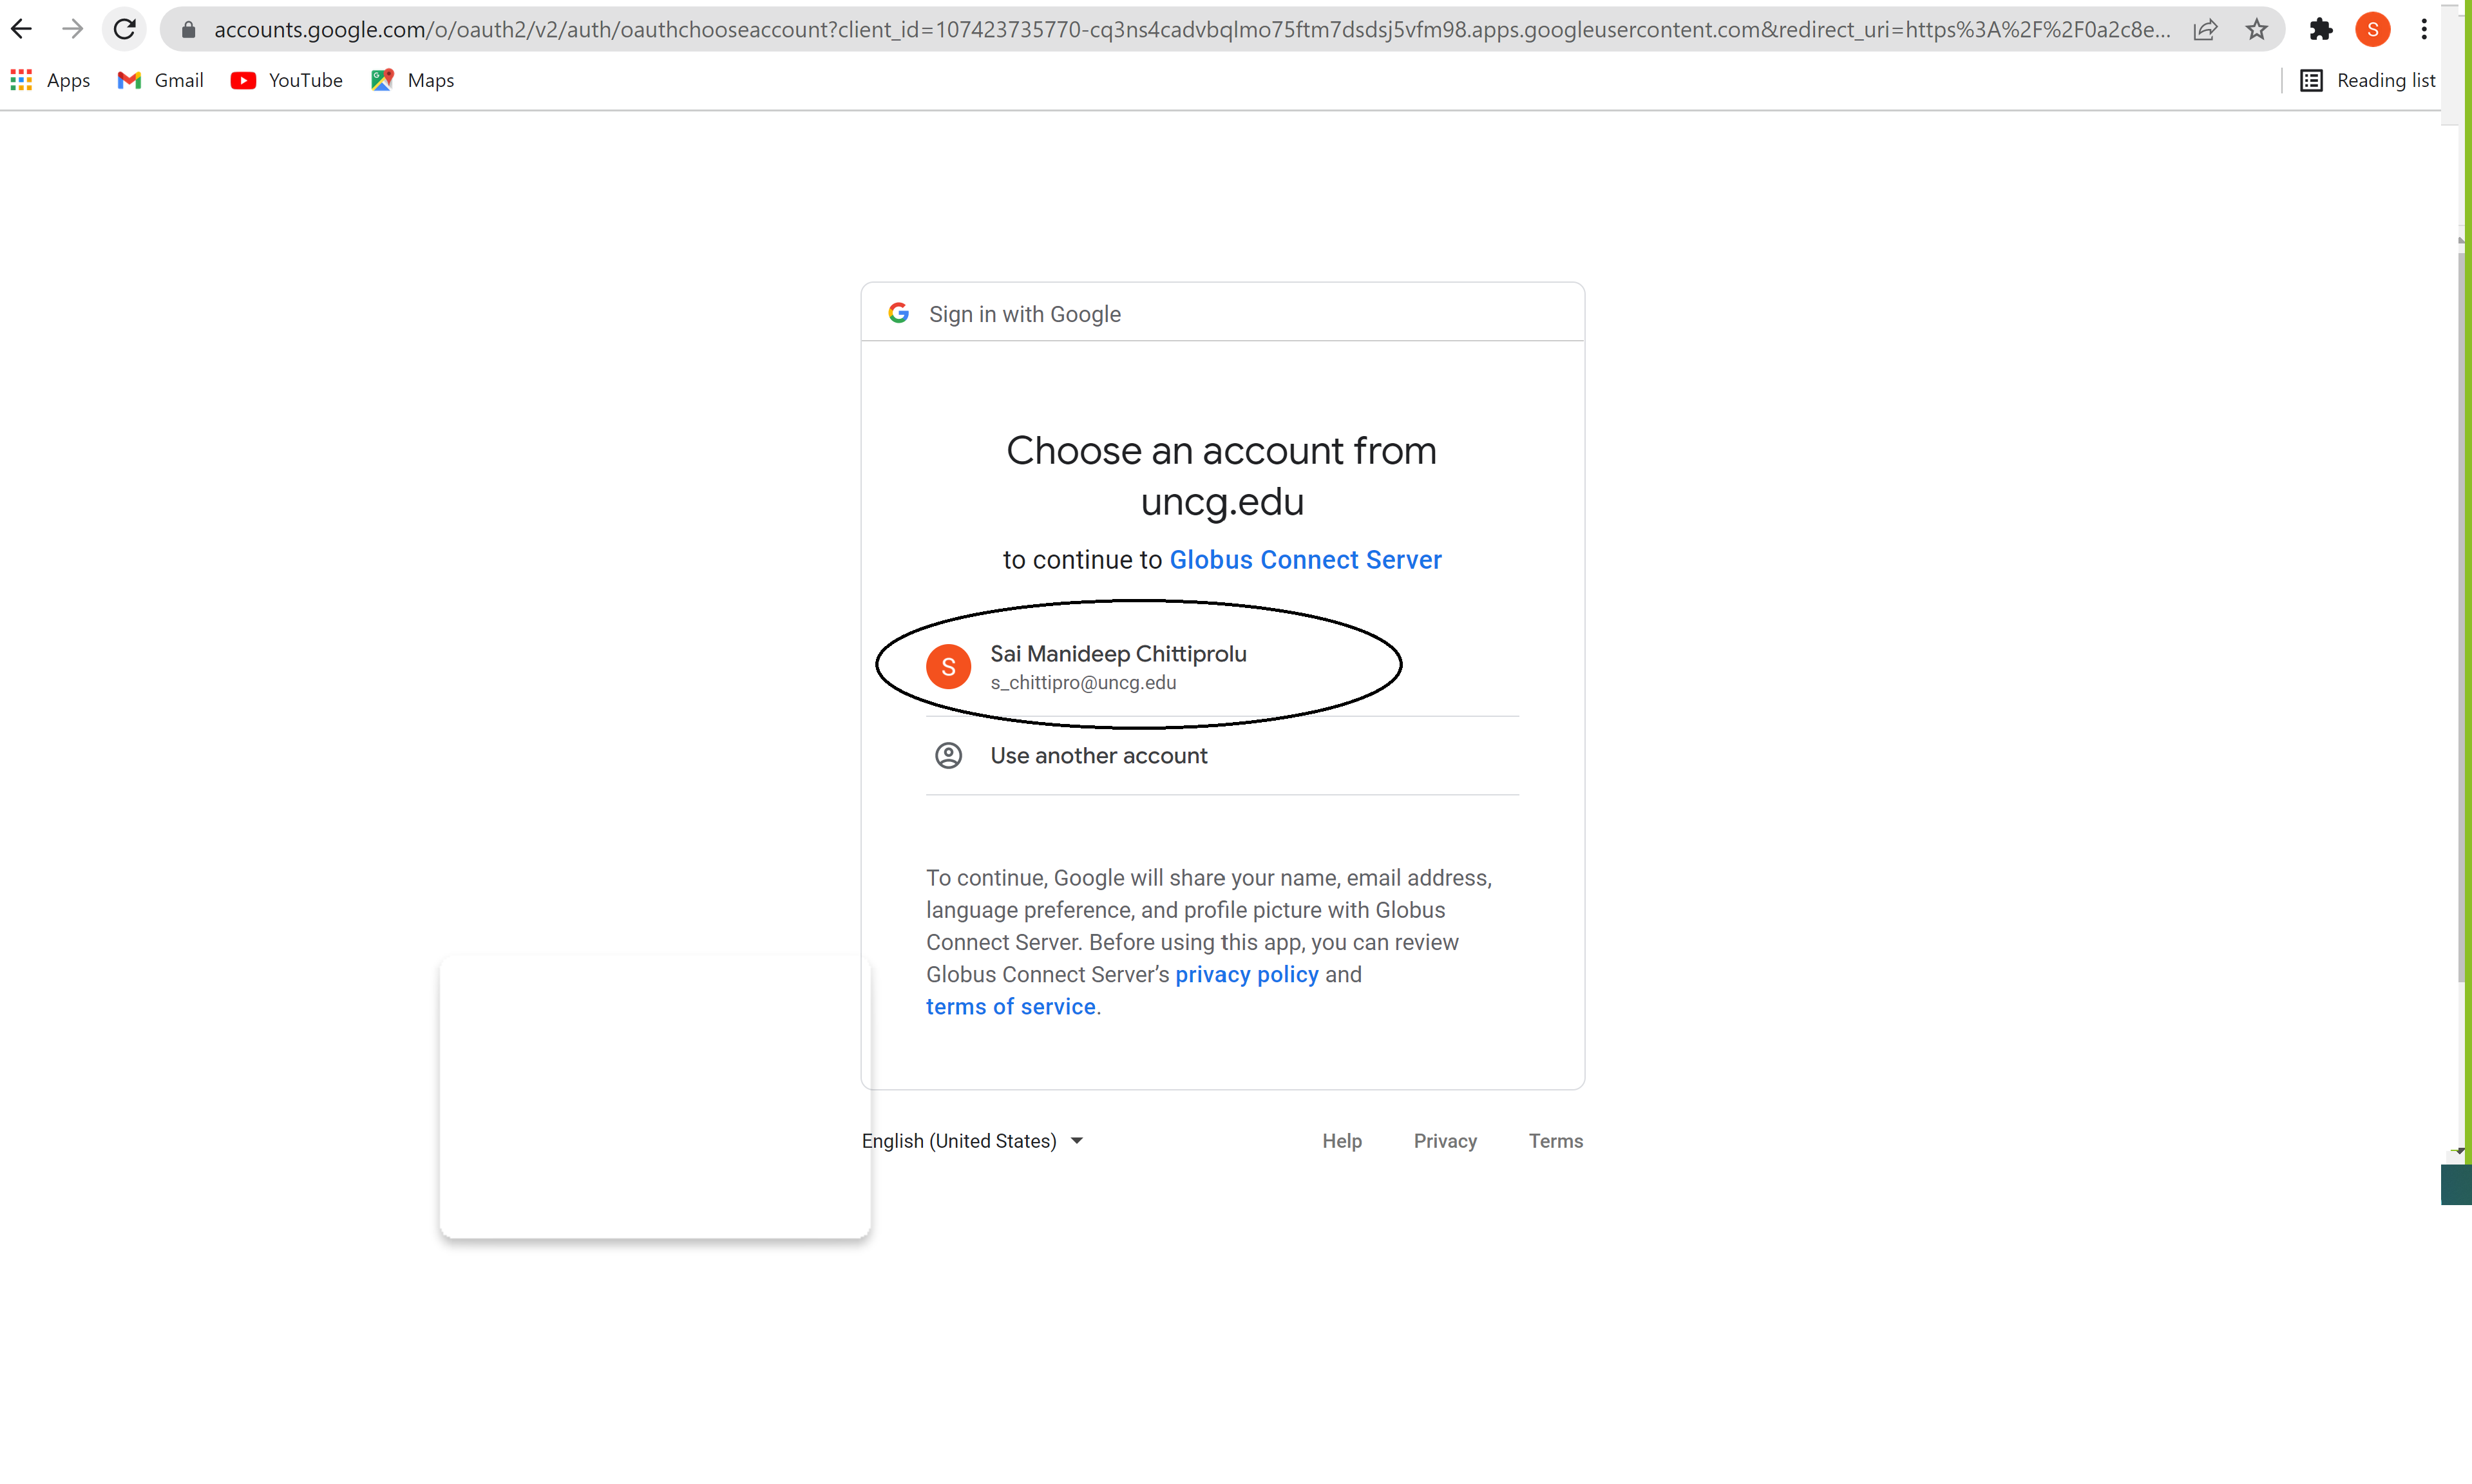 accounts.google.com/o/oauth2/v2/auth/oauthchooseaccount?client_id=107423735770-cq3ns4cadvbqlmo75ftm7dsdsj5vfm98.apps.googleusercontent.com&redirect_uri=https%3A%2F%2F0a2c8e...
S
Apps Gmail YouTube Maps Reading list
Sign in with Google
Choose an account from
uncg.edu
to continue to Globus Connect Server
S
Sai Manideep Chittiprolu
s_chittipro@uncg.edu
Use another account
To continue, Google will share your name, email address,
language preference, and profile picture with Globus
Connect Server. Before using this app, you can review
Globus Connect Server’s privacy policy and
terms of service.
English (United States) Help Privacy Terms